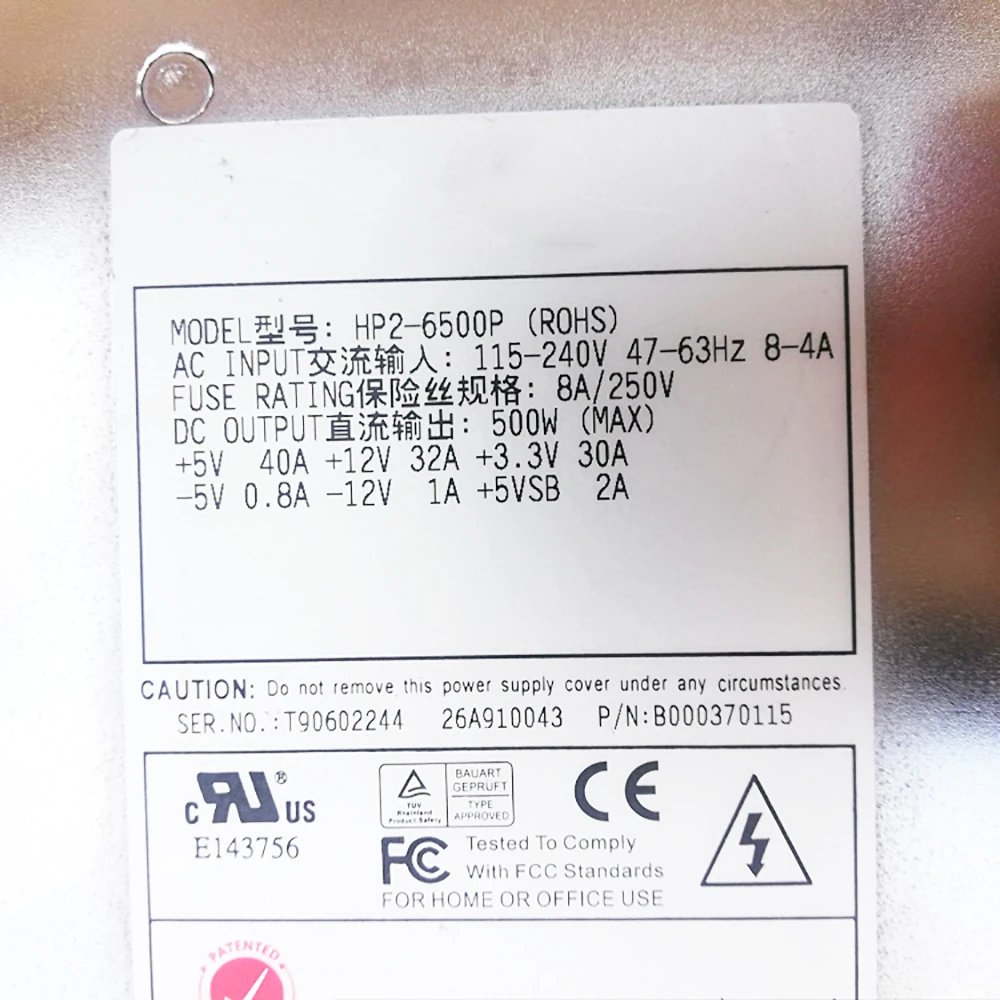 MODEL型号: HP2-6500P (ROHS)
AC INPUT交流输入: 115-240V 47-63Hz 8-4A
FUSE RATING保险丝规格: 8A/250V
DC OUTPUT直流输出: 500W (MAX)
+5V 40A +12V 32A +3.3V 30A
-5V 0.8A -12V 1A +5VSB 2A
CAUTION: Do not remove this power supply cover under any circumstances.
SER.NO.:T90602244 26A910043 P/N:B000370115
C RU ® US
E143756
TUV
Rheinland
Product Safety
BAUART
GEPRUFT
TYPE
APPROVED
CE
FC
Tested To Comply
With FCC Standards
FOR HOME OR OFFICE USE
PATENTED